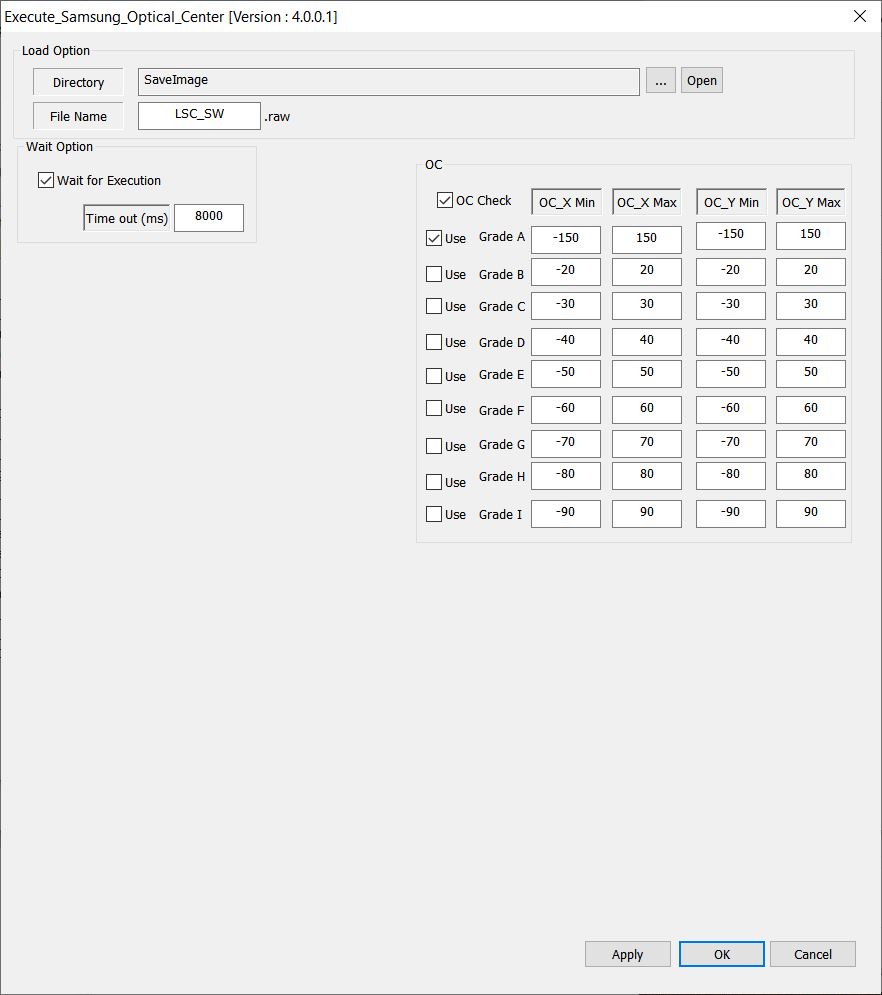 Execute_Samsung_Optical_Center [Version : 4.0.0.1]
Load Option
Directory SaveImage ... Open
File Name LSC_SW .raw
Wait Option
Wait for Execution
Time out (ms) 8000
OC
OC Check OC_X Min OC_X Max OC_Y Min OC_Y Max
Use Grade A -150 150 -150 150
Use Grade B -20 20 -20 20
Use Grade C -30 30 -30 30
Use Grade D -40 40 -40 40
Use Grade E -50 50 -50 50
Use Grade F -60 60 -60 60
Use Grade G -70 70 -70 70
Use Grade H -80 80 -80 80
Use Grade I -90 90 -90 90
Apply OK Cancel